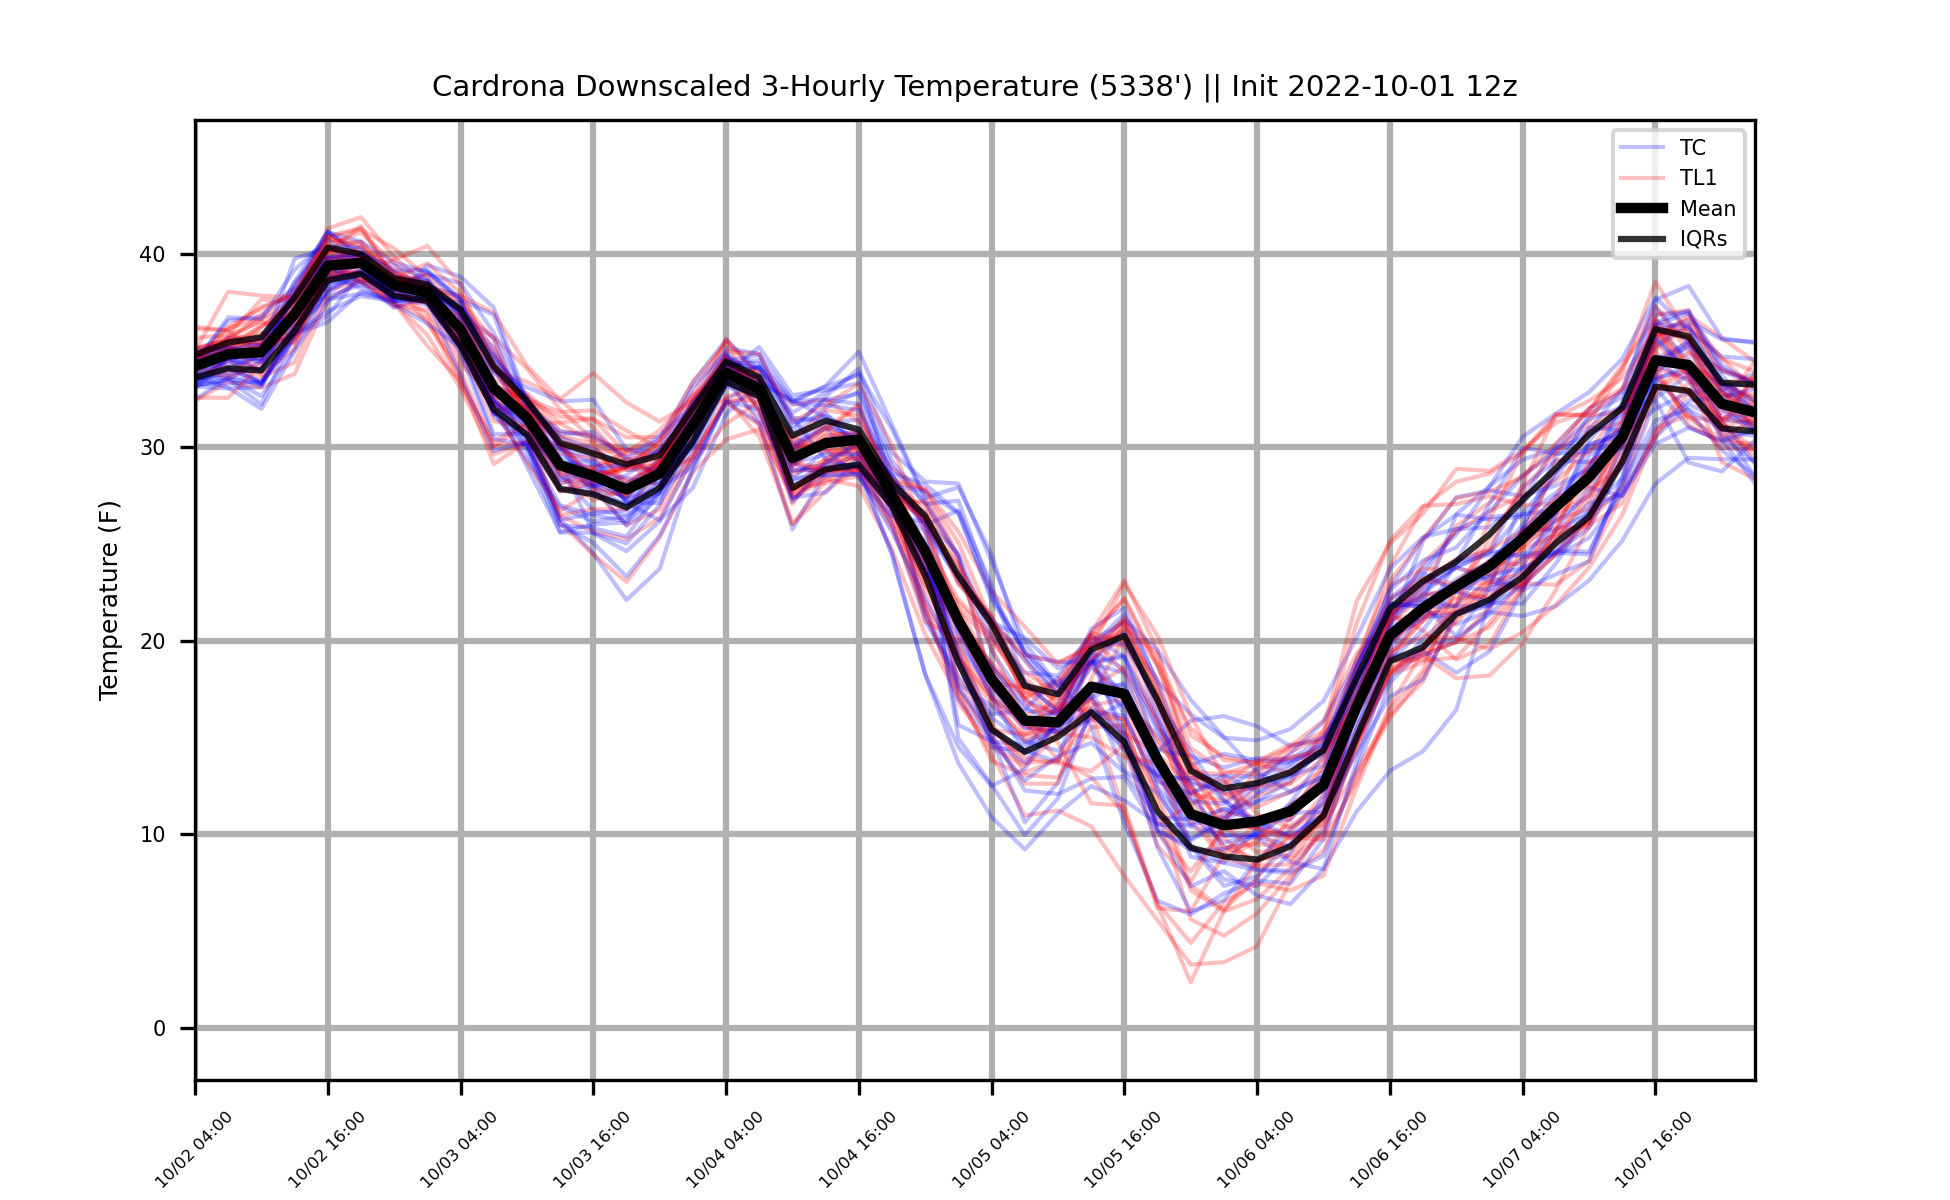 Cardrona Downscaled 3-Hourly Temperature (5338') || Init 2022-10-01 12z
TC
TL1
Mean
IQRs
Temperature (F)
40
30
20
10
0
10/02 04:00
10/02 16:00
10/03 04:00
10/03 16:00
10/04 04:00
10/04 16:00
10/05 04:00
10/05 16:00
10/06 04:00
10/06 16:00
10/07 04:00
10/07 16:00